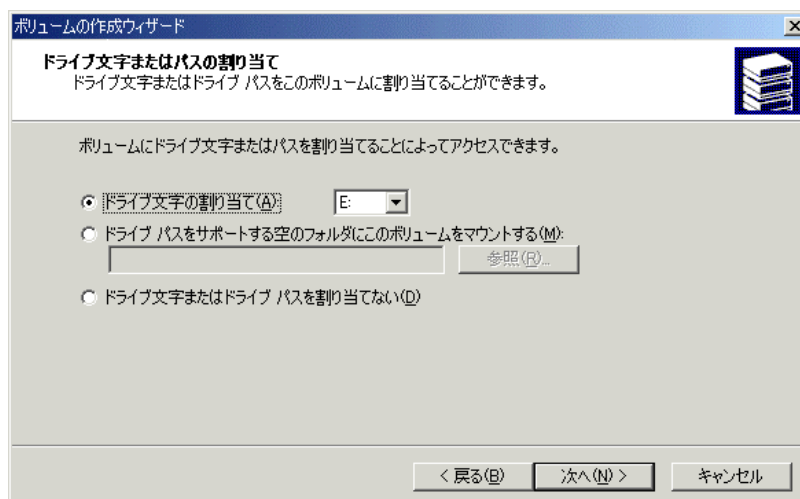 ボリュームの作成ウィザード
ドライブ文字またはパスの割り当て
ドライブ文字またはドライブ パスをこのボリュームに割り当てることができます。
ボリュームにドライブ文字またはパスを割り当てることによってアクセスできます。
ドライブ文字の割り当て(A): E:
ドライブ パスをサポートする空のフォルダにこのボリュームをマウントする(M):
参照(R)...
ドライブ文字またはドライブ パスを割り当てない(D)
< 戻る(B) 次へ(N) > キャンセル